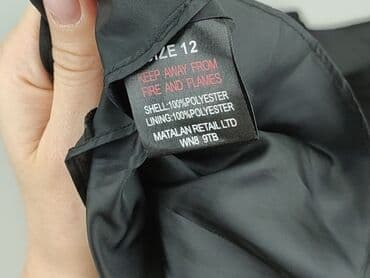 SIZE 12
KEEP AWAY FROM
FIRE AND FLAMES
SHELL:100%POLYESTER
LINING:100%POLYESTER
MATALAN RETAIL LTD
WN8 9TB